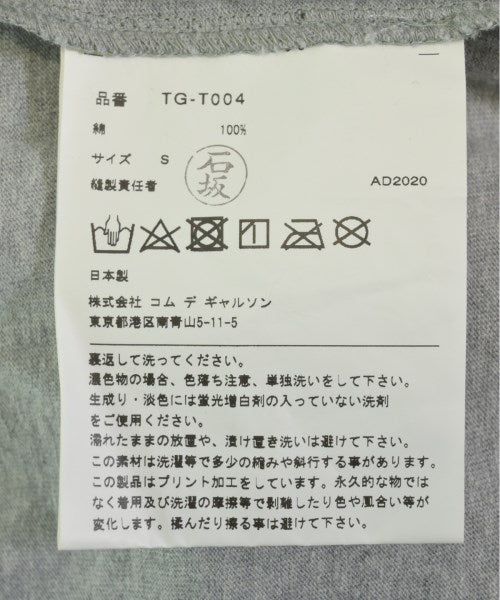 品番 TG-T004
綿 100%
サイズ S
石坂
縫製責任者 AD2020
日本製
株式会社 コム デ ギャルソン
東京都港区南青山5-11-5
裏返して洗ってください。
濃色物の場合、色落ち注意、単独洗いをして下さい。
生成り・淡色には蛍光増白剤の入っていない洗剤
をご使用ください。
濡れたままの放置や、漬け置き洗いは避けて下さい。
この素材は洗濯等で多少の縮みや斜行する事があります。
この製品はプリント加工をしています。永久的な物では
なく着用及び洗濯の摩擦等で剥離したり色や風合い等が
変化します。揉んだり擦る事は避けて下さい。